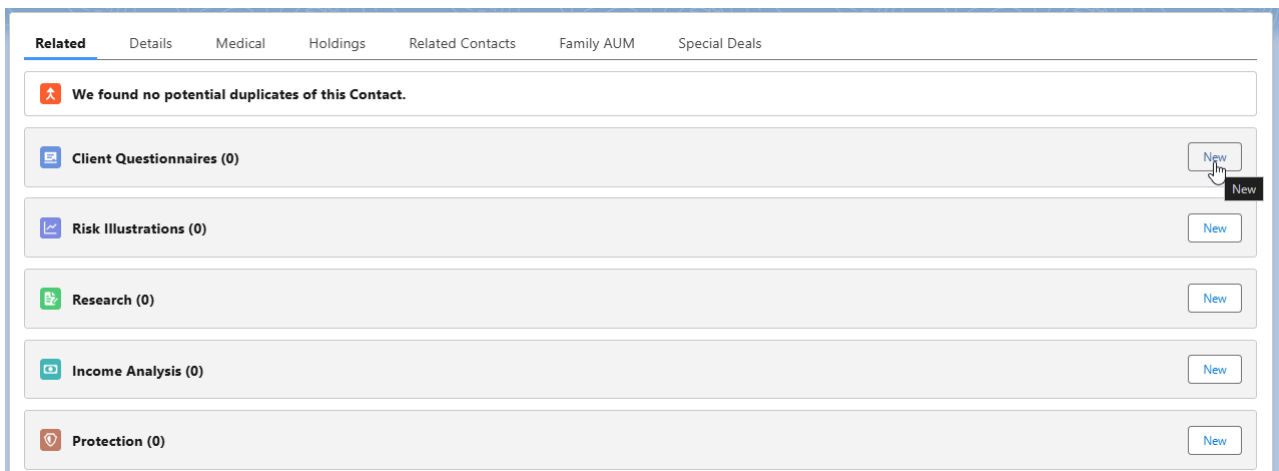 Related Details Medical Holdings Related Contacts Family AUM Special Deals
We found no potential duplicates of this Contact.
Client Questionnaires (0) New
New
Risk Illustrations (0) New
Research (0) New
Income Analysis (0) New
Protection (0) New